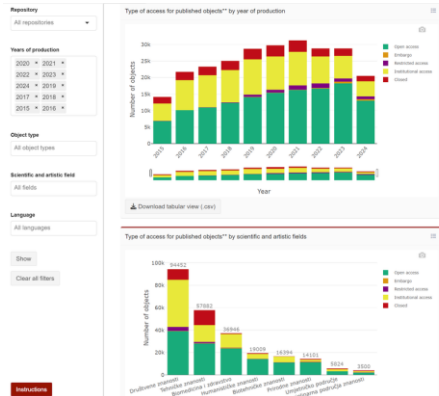 Repository
All repositories
Years of production
2020 × 2021 ×
2022 × 2023 ×
2024 × 2019 ×
2017 × 2018 ×
2015 × 2016 ×
Object type
All object types
Scientific and artistic field
All fields
Language
All languages
Show
Clear all filters
Instructions
Type of access for published objects** by year of production
Number of objects
30k
25k
20k
15k
10k
5k
0
2015
2016
2017
2018
2019
2020
2021
2022
2023
2024
Year
Open access
Embargo
Restricted access
Institutional access
Closed
Download tabular view (.csv)
Type of access for published objects** by scientific and artistic fields
Number of objects
100k
80k
60k
40k
20k
0
94482
57882
36946
19009
16394
14101
5824
3500
Društvene znanosti
Tehničke znanosti
Biomedicina i zdravstvo
Humanističke znanosti
Biotehničke znanosti
Prirodne znanosti
Umjetničko područje
područja znanosti
Open access
Embargo
Restricted access
Institutional access
Closed